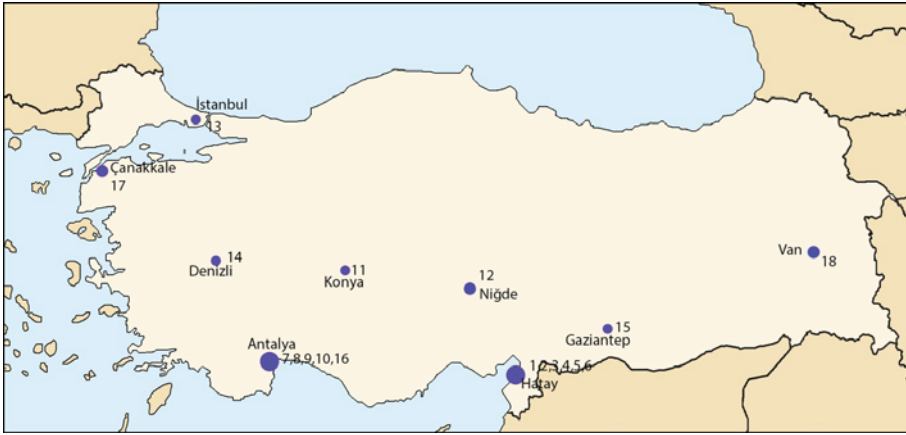 İstanbul
13
Çanakkale
17
14
Denizli
11
Konya
12
Niğde
Van
18
15
Gaziantep
Antalya
7,8,9,10,16
1,2,3,4,5,6
Hatay